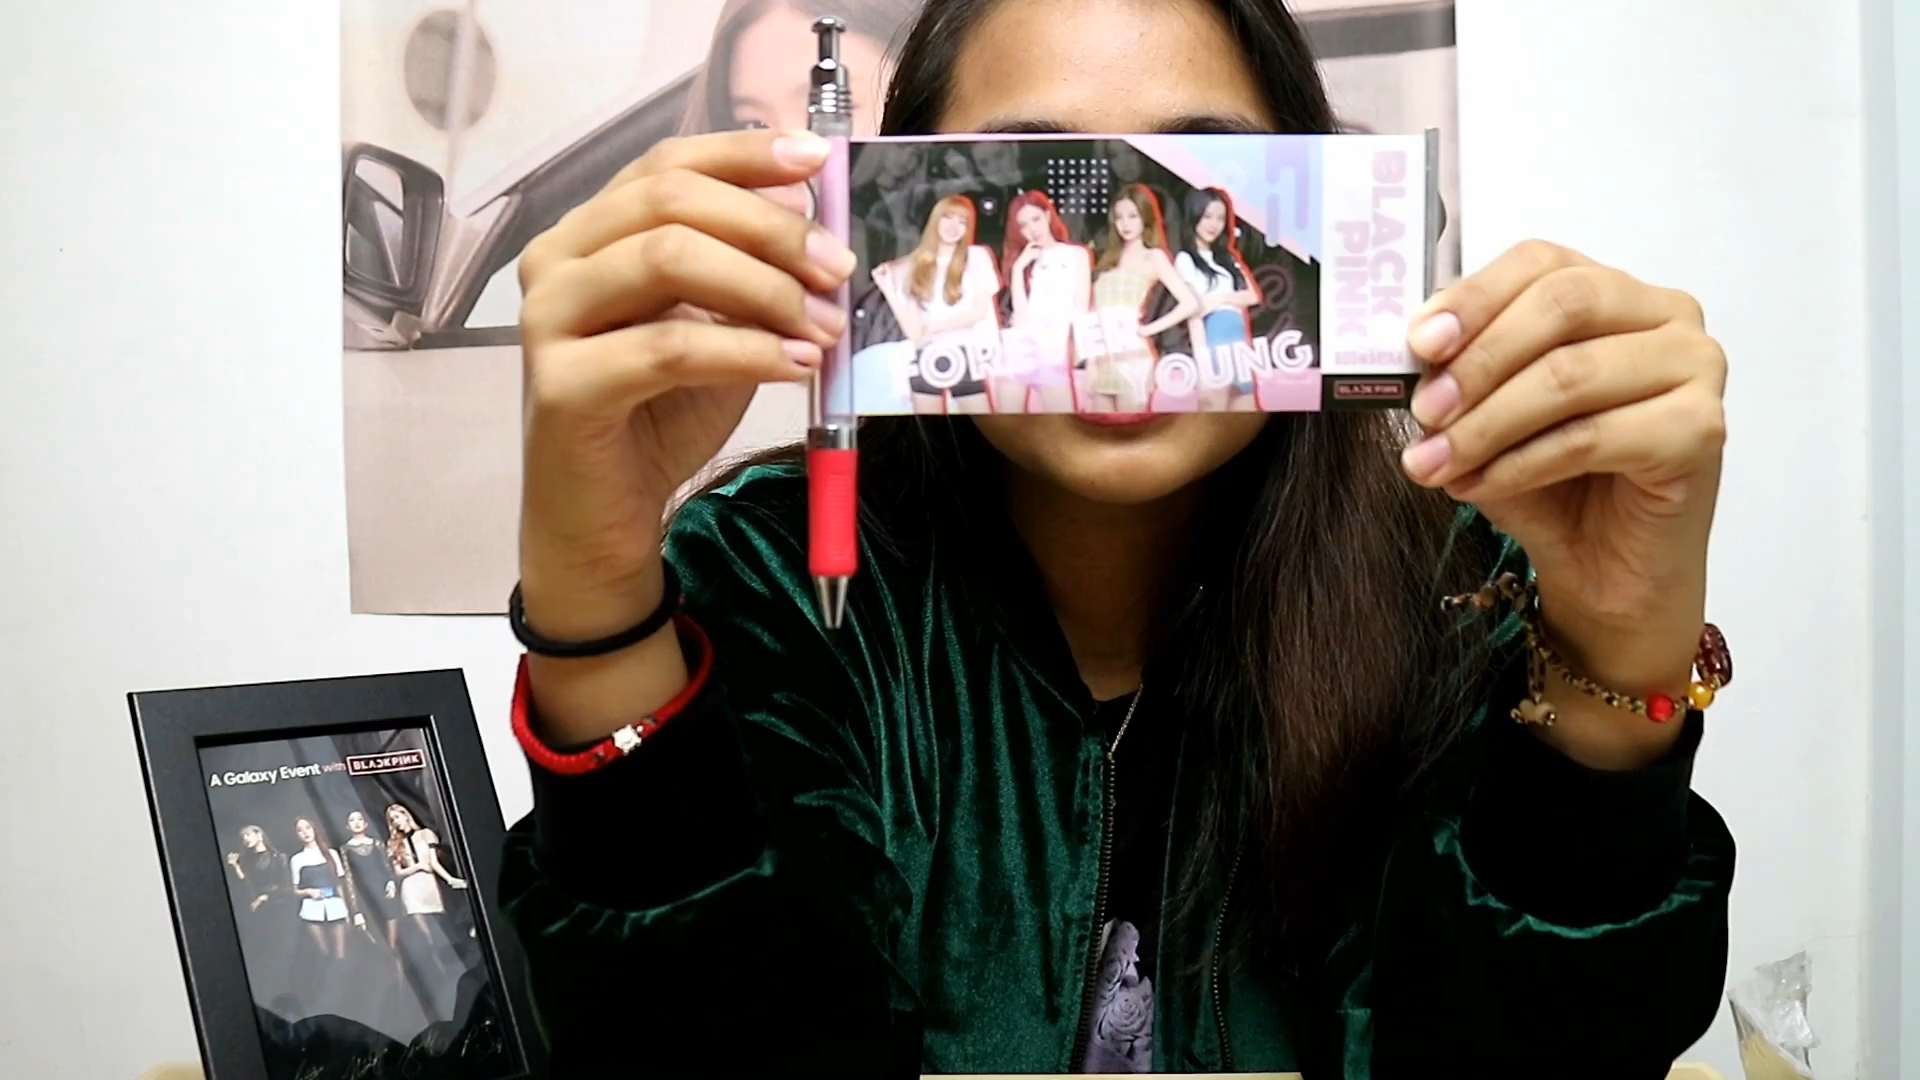 BLACK
PINK
FOREVER
YOUNG
BLACKPINK
A Galaxy Event with BLACKPINK